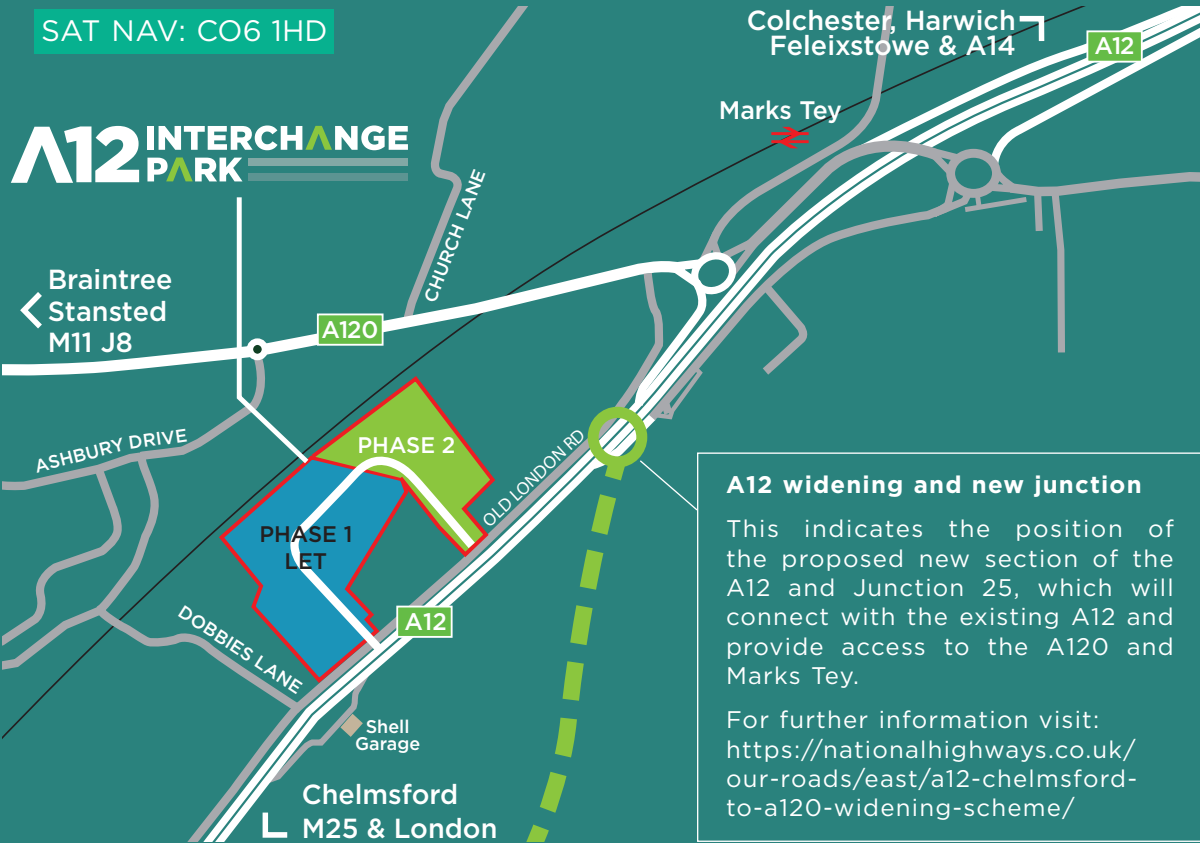 SAT NAV: CO6 1HD
Colchester, Harwich
Feleixstowe & A14
A12
Marks Tey
A12 INTERCHANGE
PARK
CHURCH LANE
Braintree
Stansted
M11 J8
A120
ASHBURY DRIVE
PHASE 2
OLD LONDON RD
PHASE 1
LET
A12
DOBBIES LANE
Shell
Garage
Chelmsford
M25 & London
A12 widening and new junction
This indicates the position of
the proposed new section of the
A12 and Junction 25, which will
connect with the existing A12 and
provide access to the A120 and
Marks Tey.
For further information visit:
https://nationalhighways.co.uk/
our-roads/east/a12-chelmsford-
to-a120-widening-scheme/